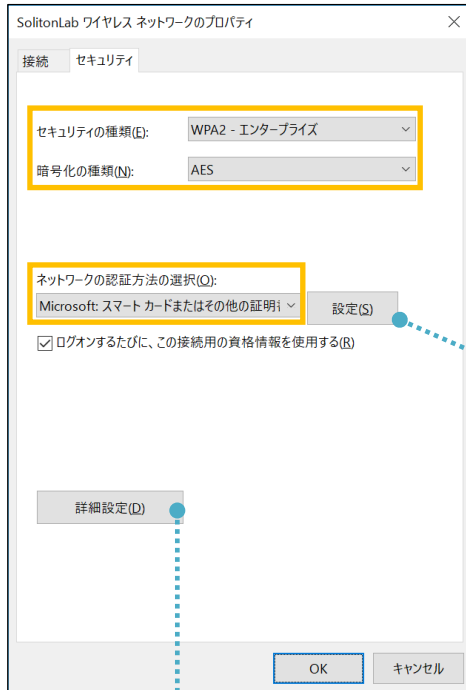 SolitonLab ワイヤレス ネットワークのプロパティ
接続 セキュリティ
セキュリティの種類(E): WPA2 - エンタープライズ
暗号化の種類(N): AES
ネットワークの認証方法の選択(O):
Microsoft: スマート カードまたはその他の証明 設定(S)
ログオンするたびに、この接続用の資格情報を使用する(R)
詳細設定(D)
OK キャンセル